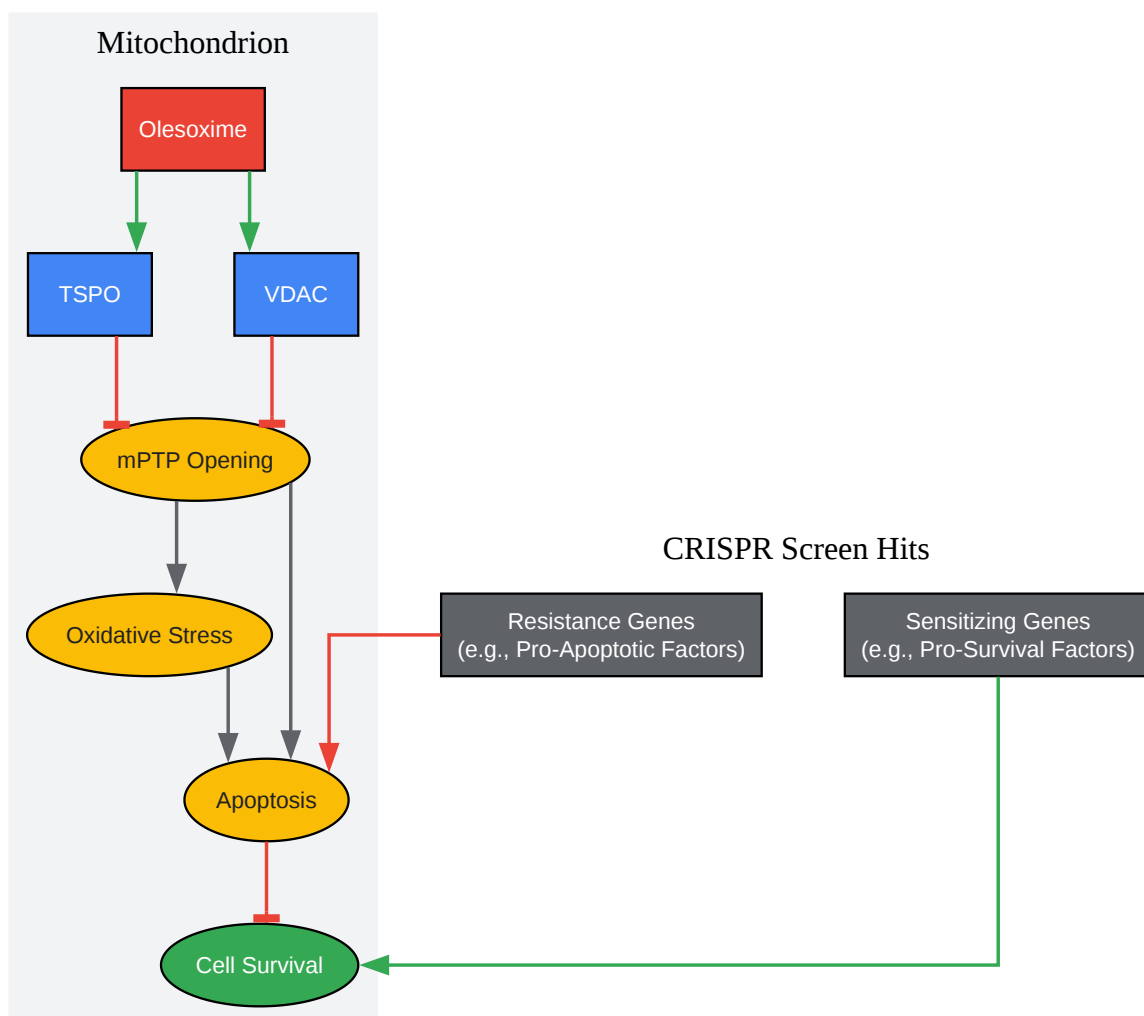 Mitochondrion
Olesoxime
TSPO
VDAC
mPTP Opening
CRISPR Screen Hits
Oxidative Stress
Resistance Genes
(e.g., Pro-Apoptotic Factors)
Sensitizing Genes
(e.g., Pro-Survival Factors)
Apoptosis
Cell Survival